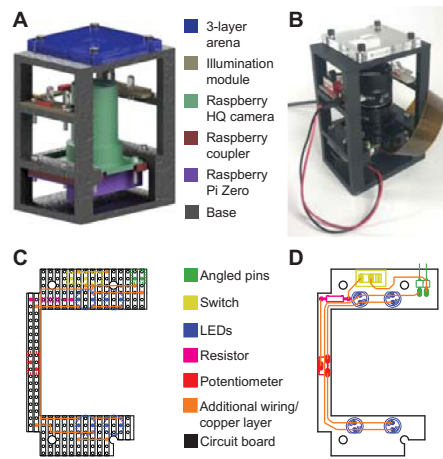 A
3-layer
arena
Illumination
module
Raspberry
HQ camera
Raspberry
coupler
Raspberry
Pi Zero
Base
B
C
Angled pins
Switch
LEDs
Resistor
Potentiometer
Additional wiring/
copper layer
Circuit board
D